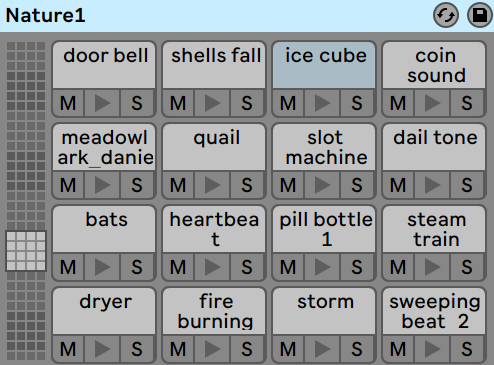 Nature1
door bell
shells fall
ice cube
coin
sound
M S M S M S M S
meadowl
ark_danie
quail
slot
machine
dail tone
M S M S M S M S
bats
heartbea
t
pill bottle
1
steam
train
M S M S M S M S
dryer
fire
burning
storm
sweeping
beat 2
M S M S M S M S